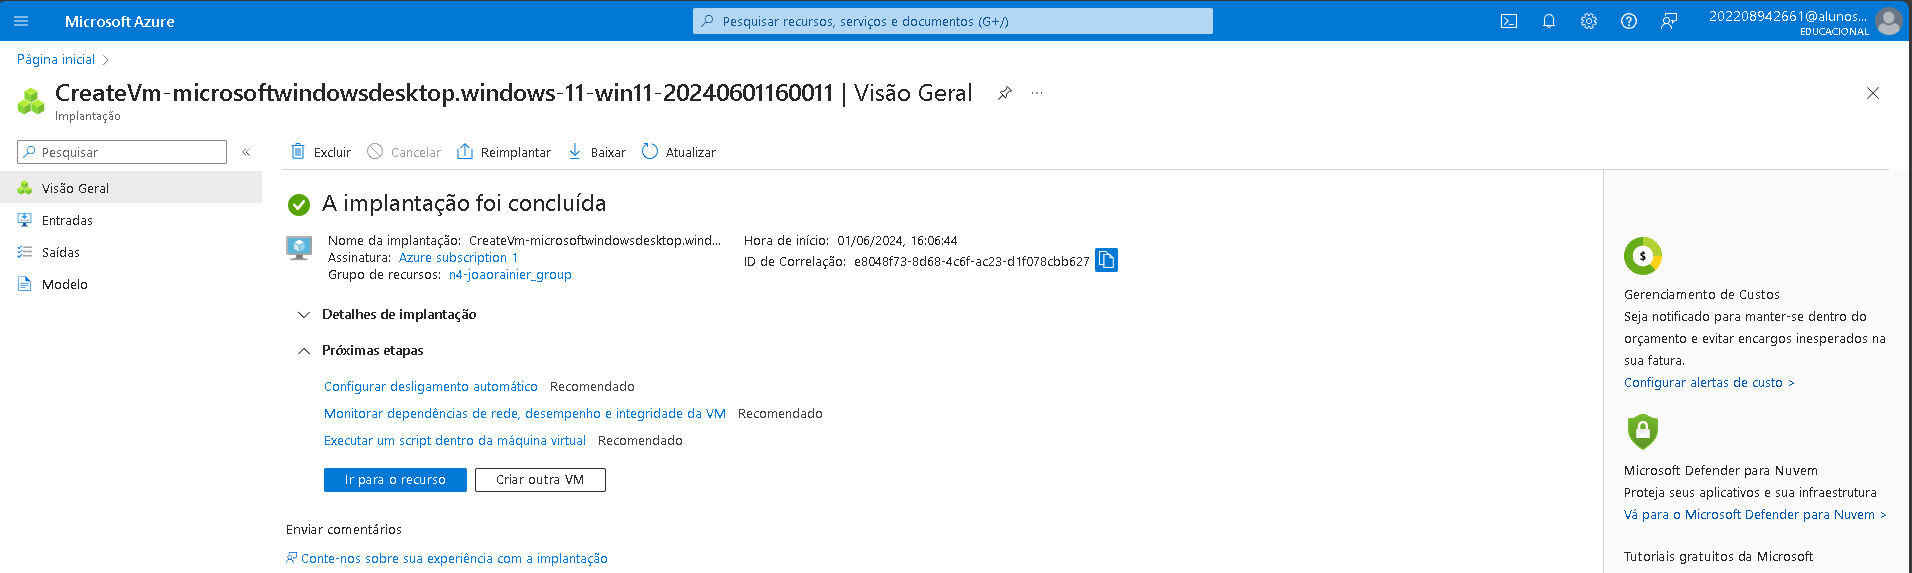 Microsoft Azure
Pesquisar recursos, serviços e documentos (G+/)
202208942661@alunos...
EDUCACIONAL
Página inicial >
CreateVm-microsoftwindowsdesktop.windows-11-win11-20240601160011 | Visão Geral
Implantação
Pesquisar
Visão Geral
Entradas
Saídas
Modelo
Excluir Cancelar Reimplantar Baixar Atualizar
A implantação foi concluída
Nome da implantação: CreateVm-microsoftwindowsdesktop.wind...
Assinatura: Azure subscription 1
Grupo de recursos: n4-joaorainier_group
Hora de início: 01/06/2024, 16:06:44
ID de Correlação: e8048f73-8d68-4c6f-ac23-d1f078cbb627
Detalhes de implantação
Próximas etapas
Configurar desligamento automático Recomendado
Monitorar dependências de rede, desempenho e integridade da VM Recomendado
Executar um script dentro da máquina virtual Recomendado
Ir para o recurso Criar outra VM
Enviar comentários
Conte-nos sobre sua experiência com a implantação
Gerenciamento de Custos
Seja notificado para manter-se dentro do
orçamento e evitar encargos inesperados na
sua fatura.
Configurar alertas de custo >
Microsoft Defender para Nuvem
Proteja seus aplicativos e sua infraestrutura
Vá para o Microsoft Defender para Nuvem >
Tutoriais gratuitos da Microsoft